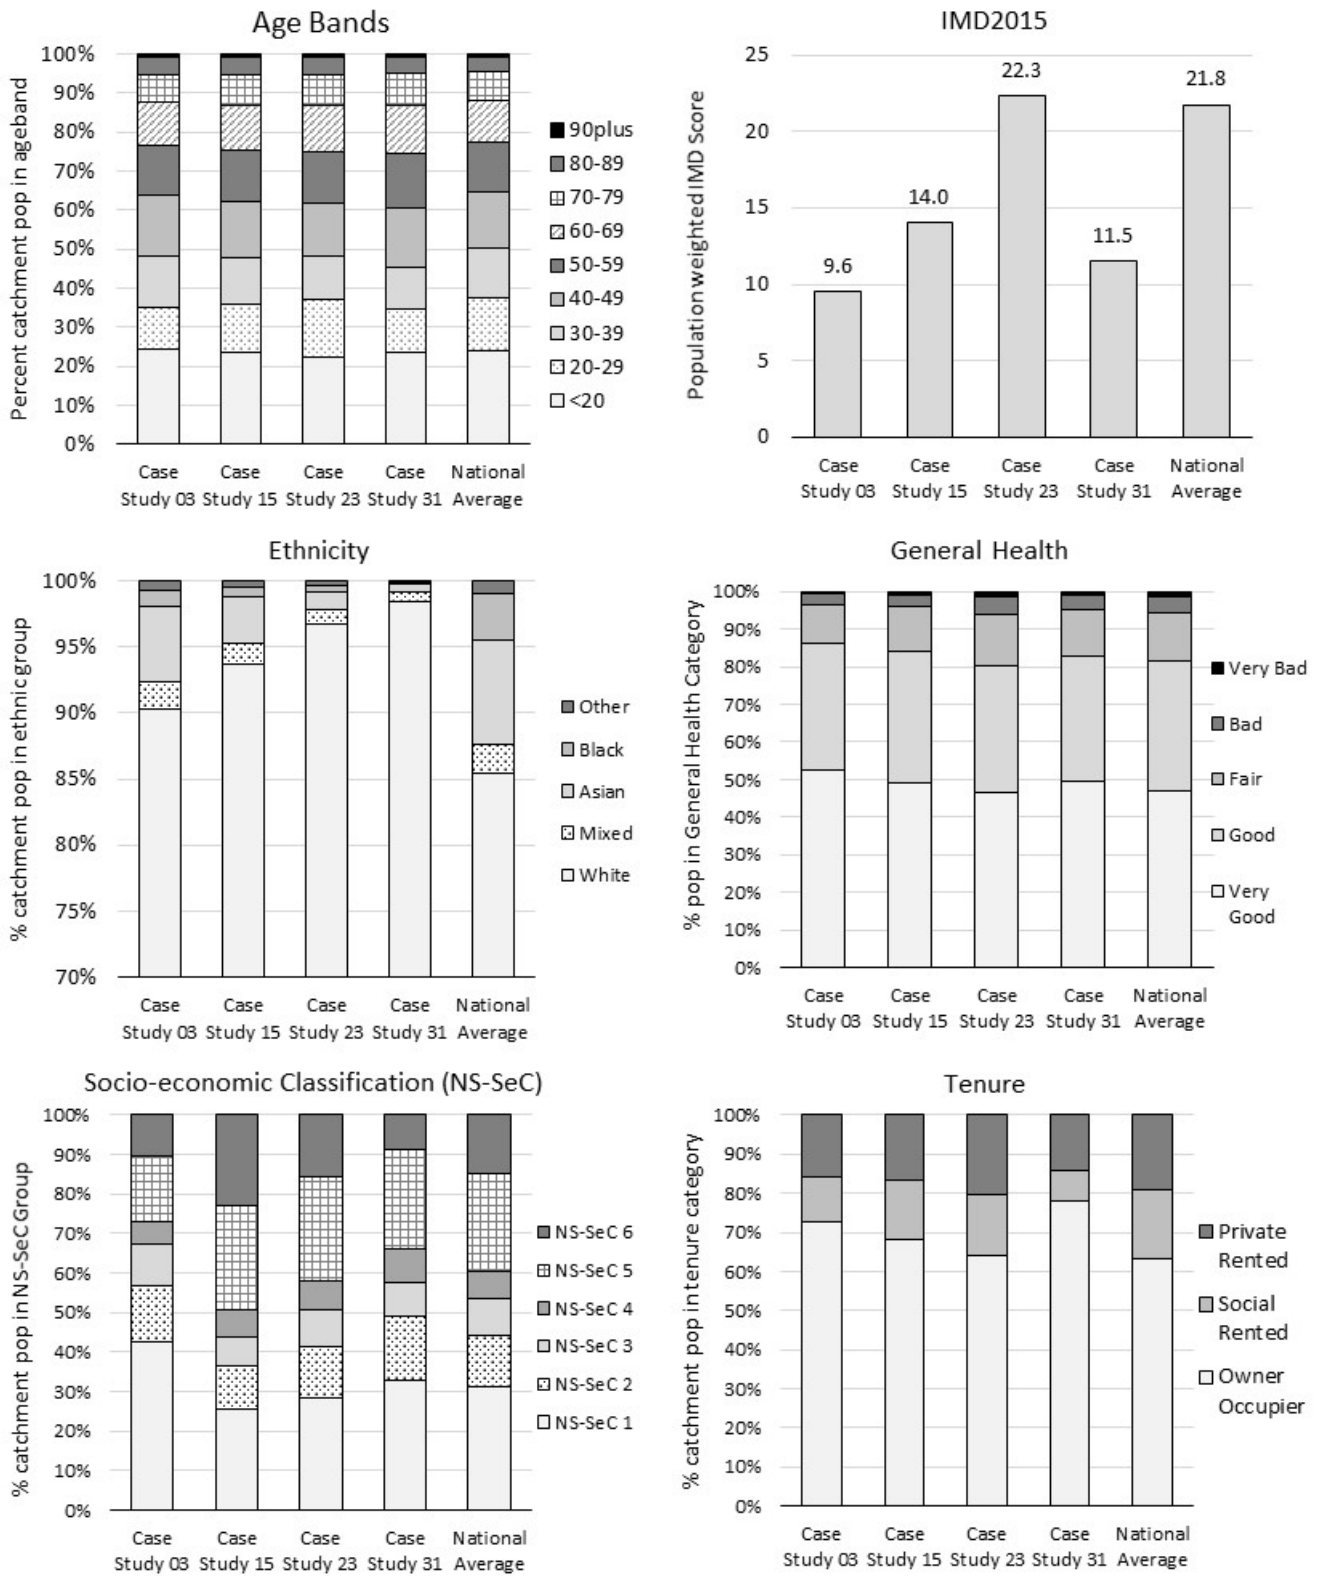 Age Bands
Percent catchment pop in ageband
100%
90%
80%
70%
60%
50%
40%
30%
20%
10%
0%
90plus
80-89
70-79
60-69
50-59
40-49
30-39
20-29
<20
Case Case Case Case National
Study 03 Study 15 Study 23 Study 31 Average
IMD2015
Population weighted IMD Score
25
20
15
10
5
0
9.6
14.0
22.3
11.5
21.8
Case Case Case Case National
Study 03 Study 15 Study 23 Study 31 Average
Ethnicity
% catchment pop in ethnic group
100%
95%
90%
85%
80%
75%
70%
Other
Black
Asian
Mixed
White
Case Case Case Case National
Study 03 Study 15 Study 23 Study 31 Average
General Health
% pop in General Health Category
100%
90%
80%
70%
60%
50%
40%
30%
20%
10%
0%
Very Bad
Bad
Fair
Good
Very
Good
Case Case Case Case National
Study 03 Study 15 Study 23 Study 31 Average
Socio-economic Classification (NS-SeC)
% catchment pop in NS-SeC Group
100%
90%
80%
70%
60%
50%
40%
30%
20%
10%
0%
NS-SeC 6
NS-SeC 5
NS-SeC 4
NS-SeC 3
NS-SeC 2
NS-SeC 1
Case Case Case Case National
Study 03 Study 15 Study 23 Study 31 Average
Tenure
% catchment pop in tenure category
100%
90%
80%
70%
60%
50%
40%
30%
20%
10%
0%
Private
Rented
Social
Rented
Owner
Occupier
Case Case Case Case National
Study 03 Study 15 Study 23 Study 31 Average